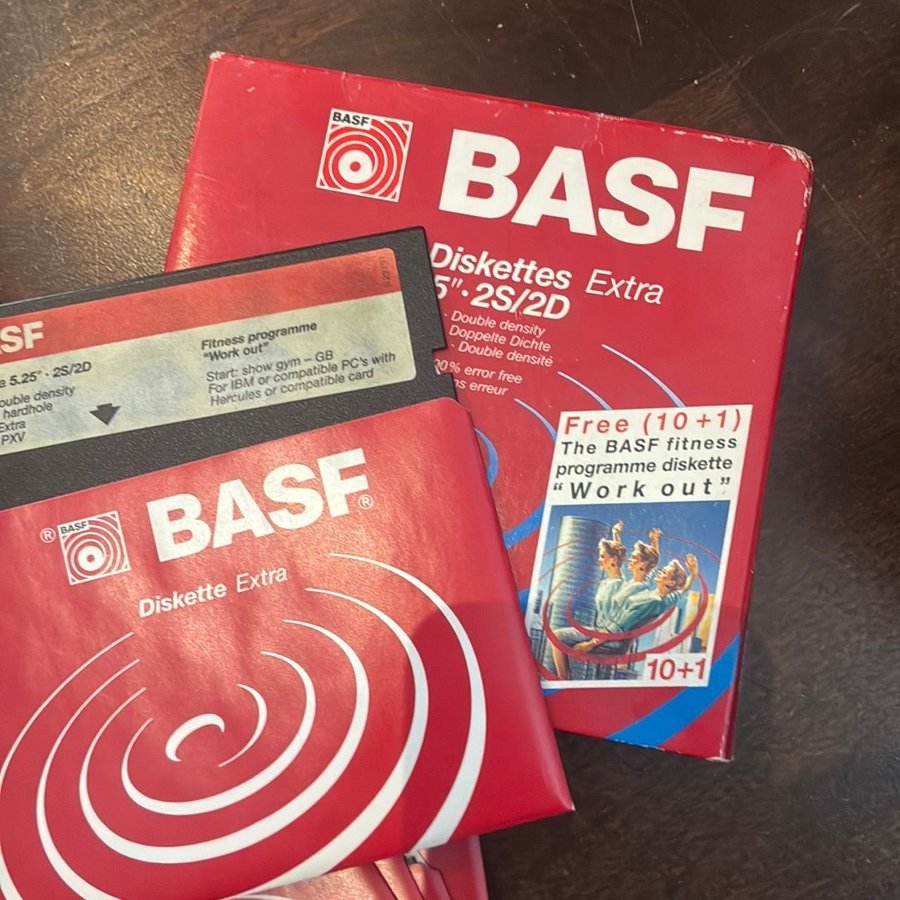 BASF
BASF
Diskettes Extra
5"· 2S/2D
Double density
Doppelte Dichte
Double densité
error free
erreur
Free (10 + 1)
The BASF fitness
programme diskette
“Work out”
10+1
SF
5.25" · 2S/2D
density
hardhole
Extra
PXV
Fitness programme
“Work out”
Start: show gym – GB
For IBM or compatible PC's with
Hercules or compatible card
® BASF
BASF®
Diskette Extra